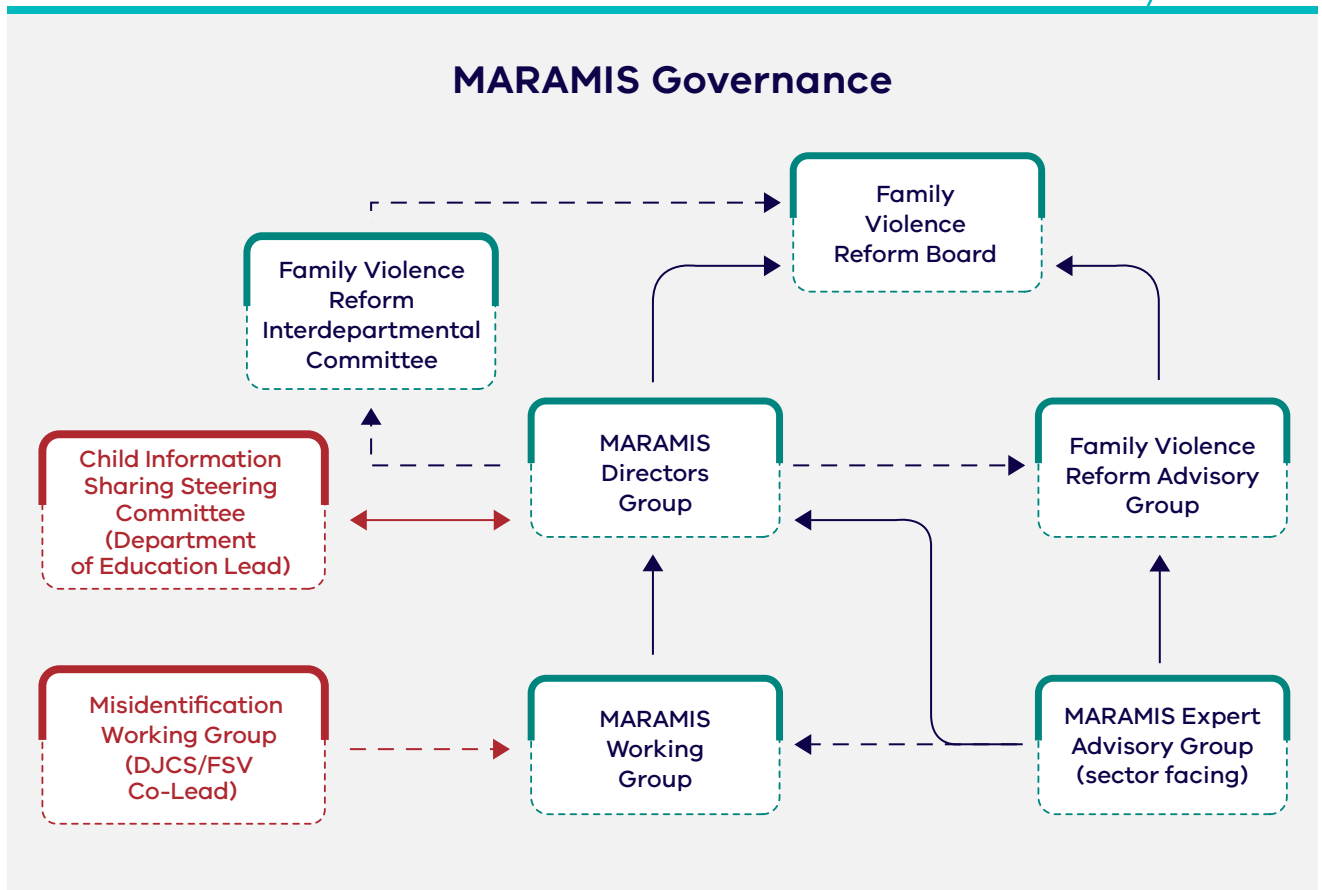 MARAMIS Governance
Family
Violence
Reform Board
Family Violence
Reform
Interdepartmental
Committee
MARAMIS
Directors
Group
Family Violence
Reform Advisory
Group
Child Information
Sharing Steering
Committee
(Department
of Education Lead)
Misidentification
Working Group
(DJCS/FSV
Co-Lead)
MARAMIS
Working
Group
MARAMIS Expert
Advisory Group
(sector facing)